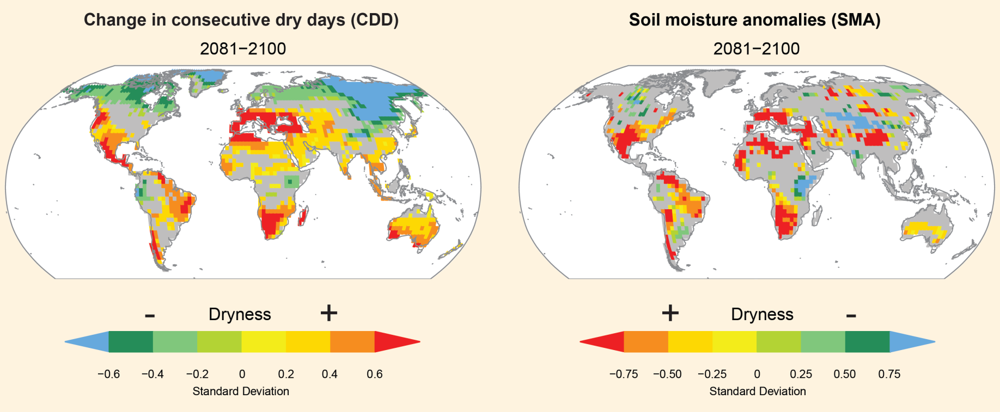 Change in consecutive dry days (CDD)
2081−2100
- Dryness +
−0.6 −0.4 −0.2 0 0.2 0.4 0.6
Standard Deviation
Soil moisture anomalies (SMA)
2081−2100
+ Dryness -
−0.75 −0.50 −0.25 0 0.25 0.50 0.75
Standard Deviation